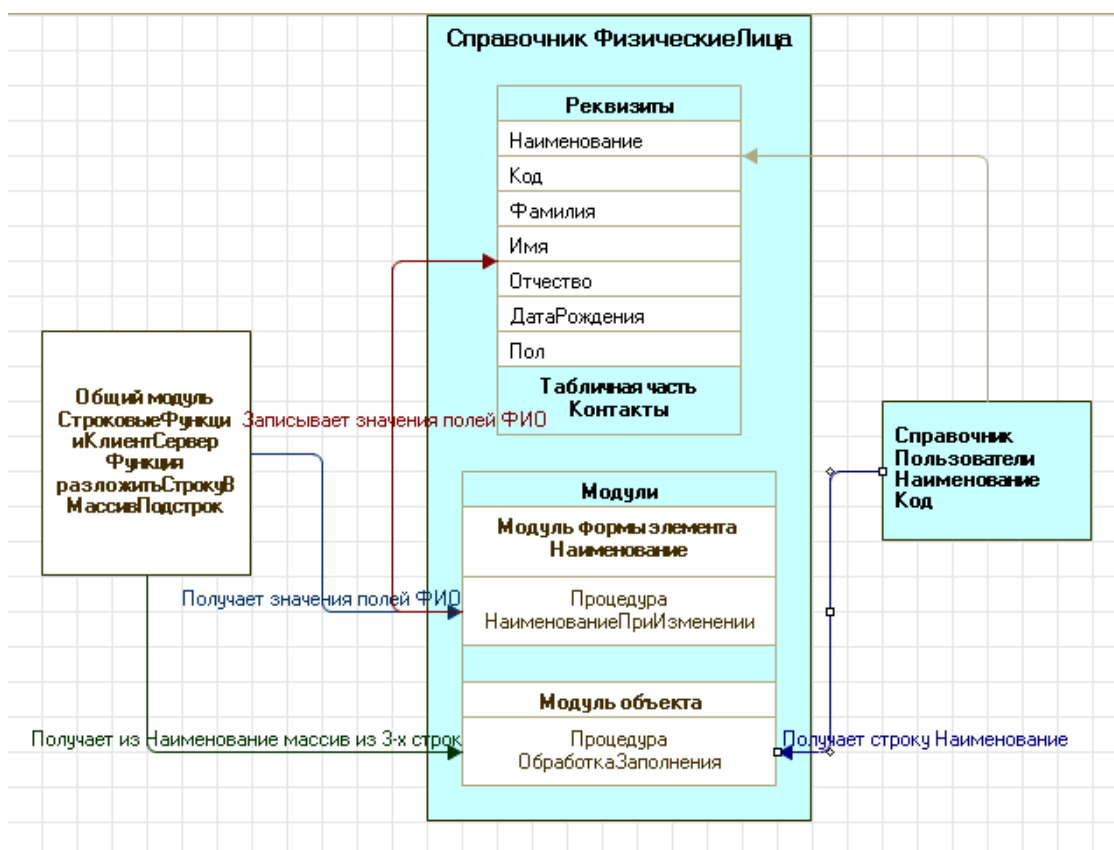 Справочник ФизическиеЛица
Реквизиты
Наименование
Код
Фамилия
Имя
Отчество
ДатаРождения
Пол
Табличная часть
Контакты
Общий модуль
СтроковыеФункци
иКлиентСервер
Функция
разложитьСтрокуВ
МассивПодстрок
Записывает значения полей ФИО
Справочник
Пользователи
Наименование
Код
Модули
Модуль формы элемента
Наименование
Получает значения полей ФИО
Процедура
НаименованиеПриИзменении
Модуль объекта
Получает из Наименование массив из 3-х строк
Процедура
ОбработкаЗаполнения
Получает строку Наименование